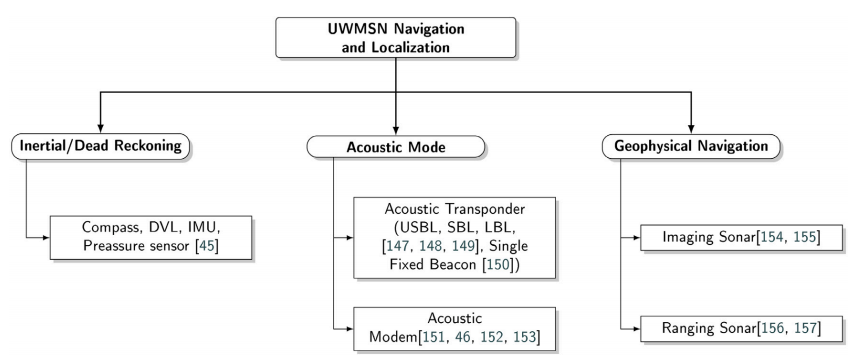 UWMSN Navigation
and Localization
Inertial/Dead Reckoning
Acoustic Mode
Geophysical Navigation
Compass, DVL, IMU,
Preassure sensor [45]
Acoustic Transponder
(USBL, SBL, LBL,
[147, 148, 149], Single
Fixed Beacon [150])
Imaging Sonar[154, 155]
Acoustic
Modem[151, 46, 152, 153]
Ranging Sonar[156, 157]